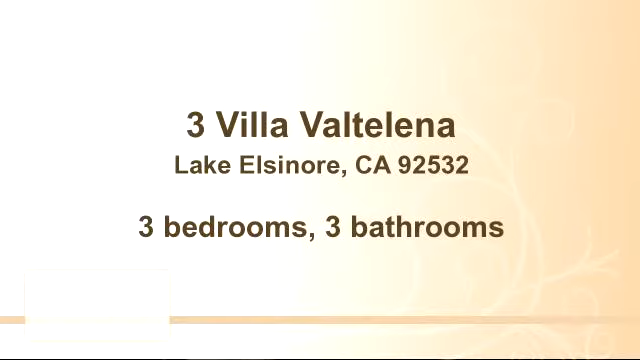 3 Villa Valtelena
Lake Elsinore, CA 92532
3 bedrooms, 3 bathrooms